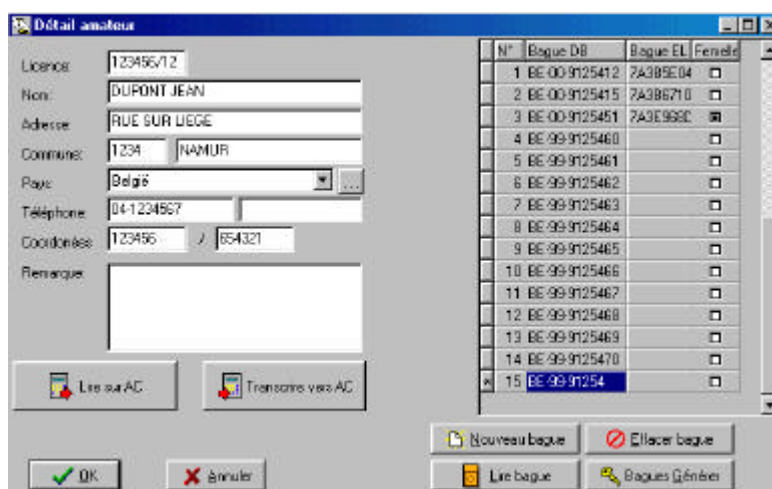 Détail amateur
Licence: 123456/12
Nom: DUPONT JEAN
Adresse: RUE SUR LIEGE
Commune: 1234 NAMUR
Pays: België ...
Téléphone: 04-1234567
Coordonées: 123456 / 654321
Remarque:
Lire sur AC Transcrire vers AC
OK Annuler
N° Bague DB Bague EL Femelle
1 BE-00-9125412 7A3B5E04
2 BE-00-9125415 7A3B6710
3 BE-00-9125451 7A3E968C
4 BE-99-9125460
5 BE-99-9125461
6 BE-99-9125462
7 BE-99-9125463
8 BE-99-9125464
9 BE-99-9125465
10 BE-99-9125466
11 BE-99-9125467
12 BE-99-9125468
13 BE-99-9125469
14 BE-99-9125470
15 BE-99-91254
Nouveau bague Effacer bague
Lire bague Bagues Générer